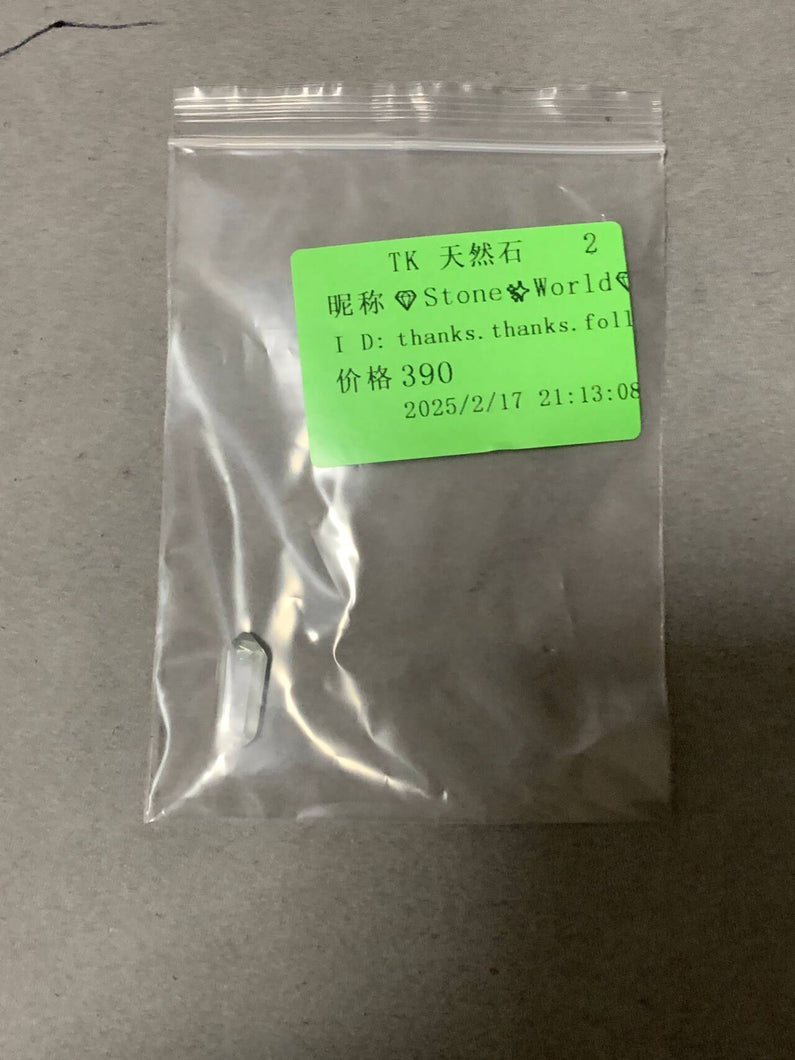 TK 天然石 2
昵称 💎Stone✨World💎
I D: thanks.thanks.foll
价格 390
2025/2/17 21:13:08